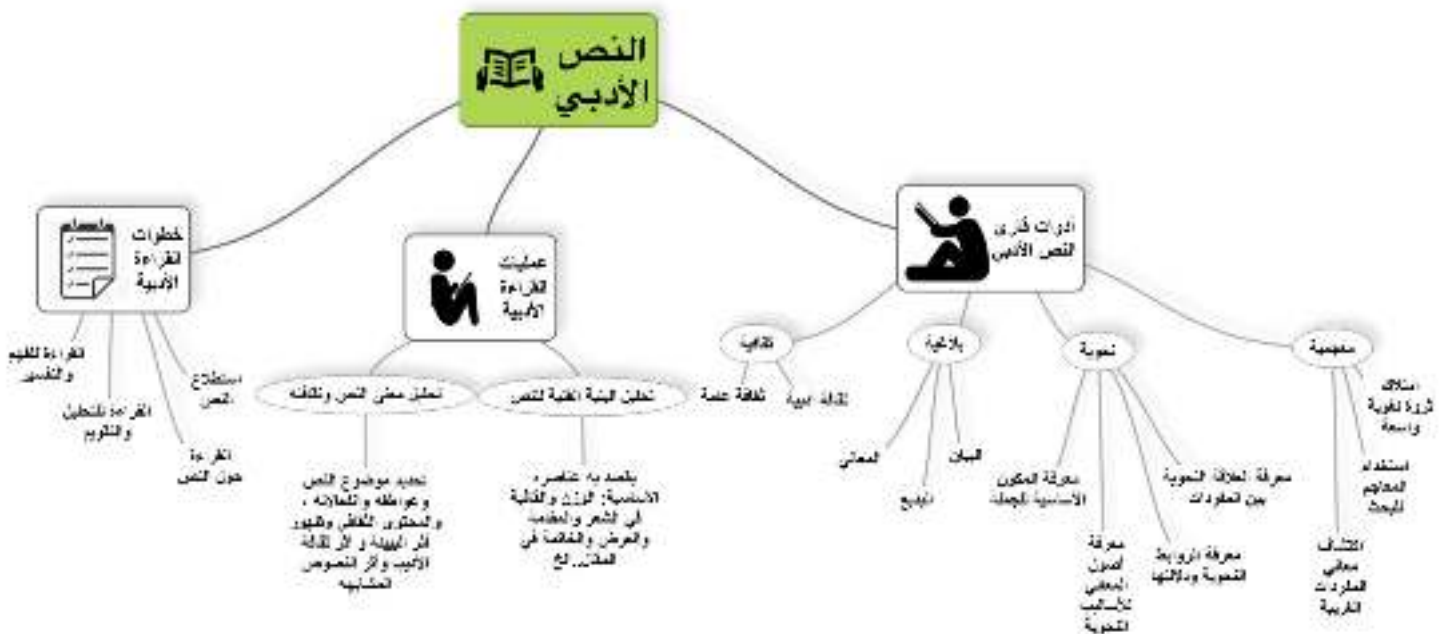 النص
الأدبي
أدوات قارئ
النص الأدبي
معجمية
امتلاك
ثروة لغوية
واسعة
استخدام
المعاجم
للبحث
اكتشاف
معاني
المفردات
الغريبة
نحوية
معرفة العلاقة النحوية
بين المفردات
معرفة الروابط
النحوية ودلالتها
معرفة
أصول
المعاني
للأساليب
النحوية
معرفة المكون
الأساسية للجملة
بلاغية
البيان
البديع
المعاني
ثقافية
ثقافة أدبية
ثقافة عامة
عمليات
القراءة
الأدبية
تحليل البنية الفنية للنص
يقصد به عناصره
الأساسية: الوزن والقافية
في الشعر والمقدمة
والعرض والخاتمة في
المقال...الخ
تحليل معنى النص وثقافته
تحديد موضوع النص
وعواطفه وانفعالاته ،
والمحتوى الثقافي وظهور
أثر البيئة و أثر ثقافة
الأديب وأثر النصوص
المشابهه
خطوات
القراءة
الأدبية
استطلاع
النص
القراءة
حول النص
القراءة للتحليل
والتقويم
القراءة للفهم
والتفسير